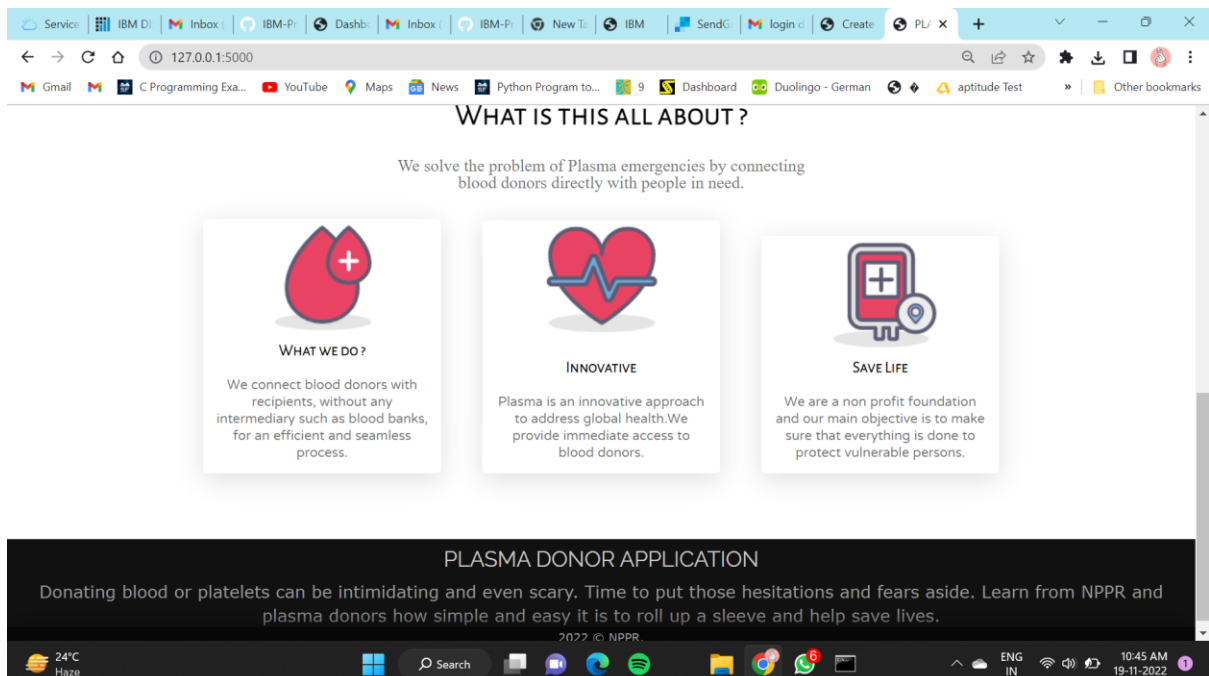 Service
IBM DI
Inbox (
IBM-Pr
Dashbo
Inbox (
IBM-Pr
New Ta
IBM
SendG
login c
Create
PL
127.0.0.1:5000
Gmail
C Programming Exa...
YouTube
Maps
News
Python Program to...
9
Dashboard
Duolingo - German
aptitude Test
»
Other bookmarks
WHAT IS THIS ALL ABOUT ?
We solve the problem of Plasma emergencies by connecting
blood donors directly with people in need.
WHAT WE DO ?
We connect blood donors with
recipients, without any
intermediary such as blood banks,
for an efficient and seamless
process.
INNOVATIVE
Plasma is an innovative approach
to address global health.We
provide immediate access to
blood donors.
SAVE LIFE
We are a non profit foundation
and our main objective is to make
sure that everything is done to
protect vulnerable persons.
PLASMA DONOR APPLICATION
Donating blood or platelets can be intimidating and even scary. Time to put those hesitations and fears aside. Learn from NPPR and
plasma donors how simple and easy it is to roll up a sleeve and help save lives.
2022 © NPPR.
24°C
Haze
Search
6
ENG
IN
10:45 AM
19-11-2022
1